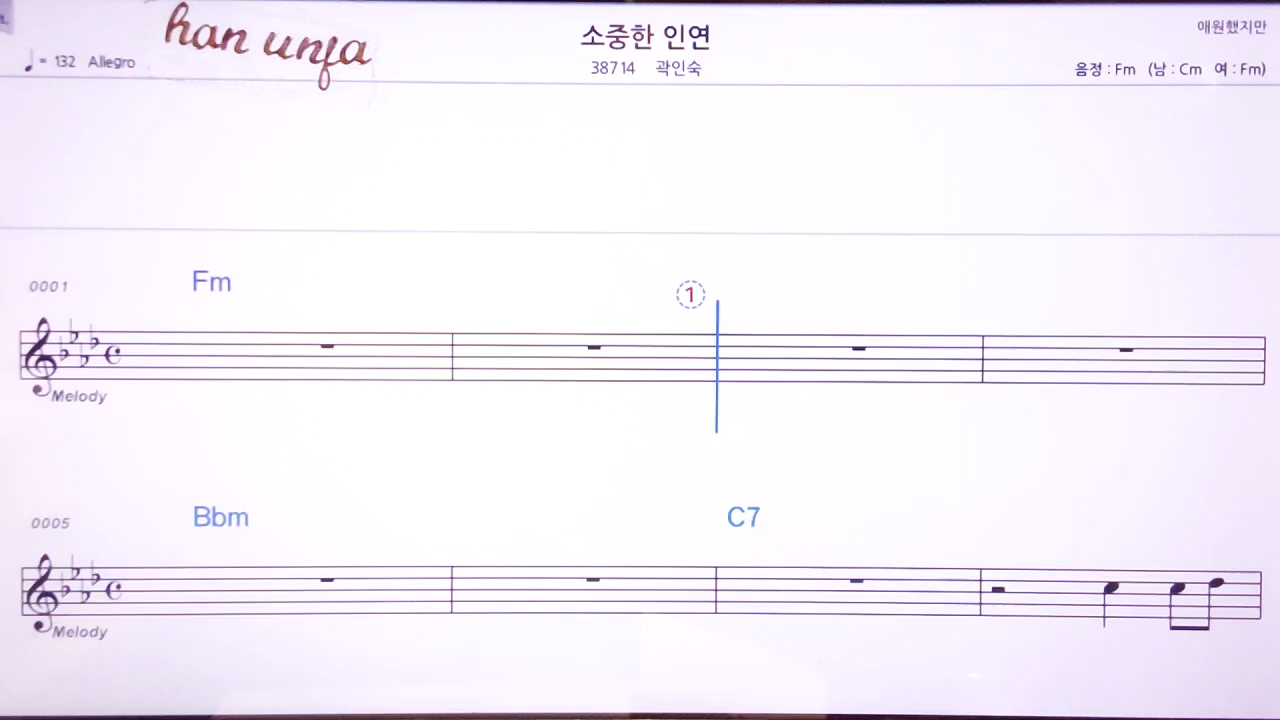 han unfa
소중한 인연
애원했지만
♩= 132 Allegro
38714 곽인숙
음정 : Fm (남 : Cm 여 : Fm)
0001
Fm
1
Melody
0005
Bbm
C7
Melody